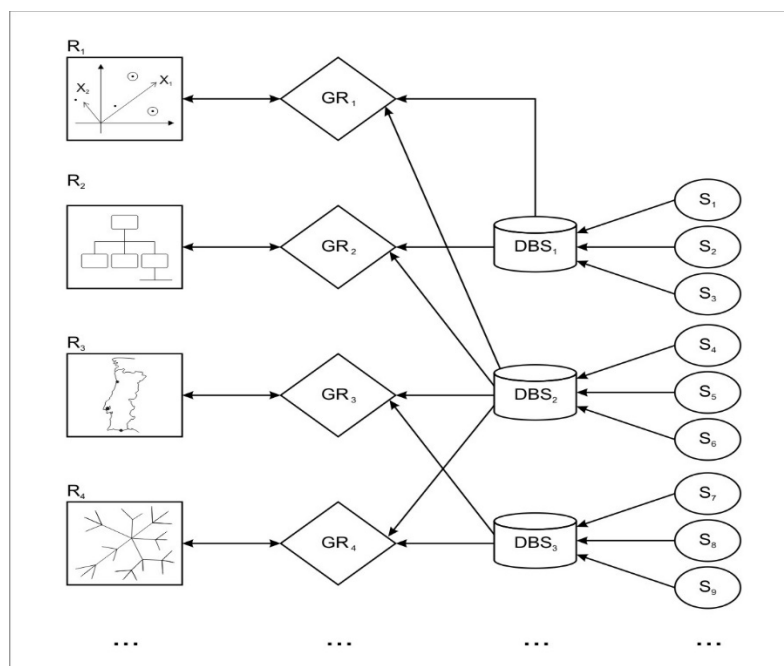 R₁
X₂
X₁
GR₁
R₂
S₁
GR₂
DBS₁
S₂
S₃
R₃
S₄
GR₃
DBS₂
S₅
S₆
R₄
S₇
GR₄
DBS₃
S₈
S₉
... ... ... ...